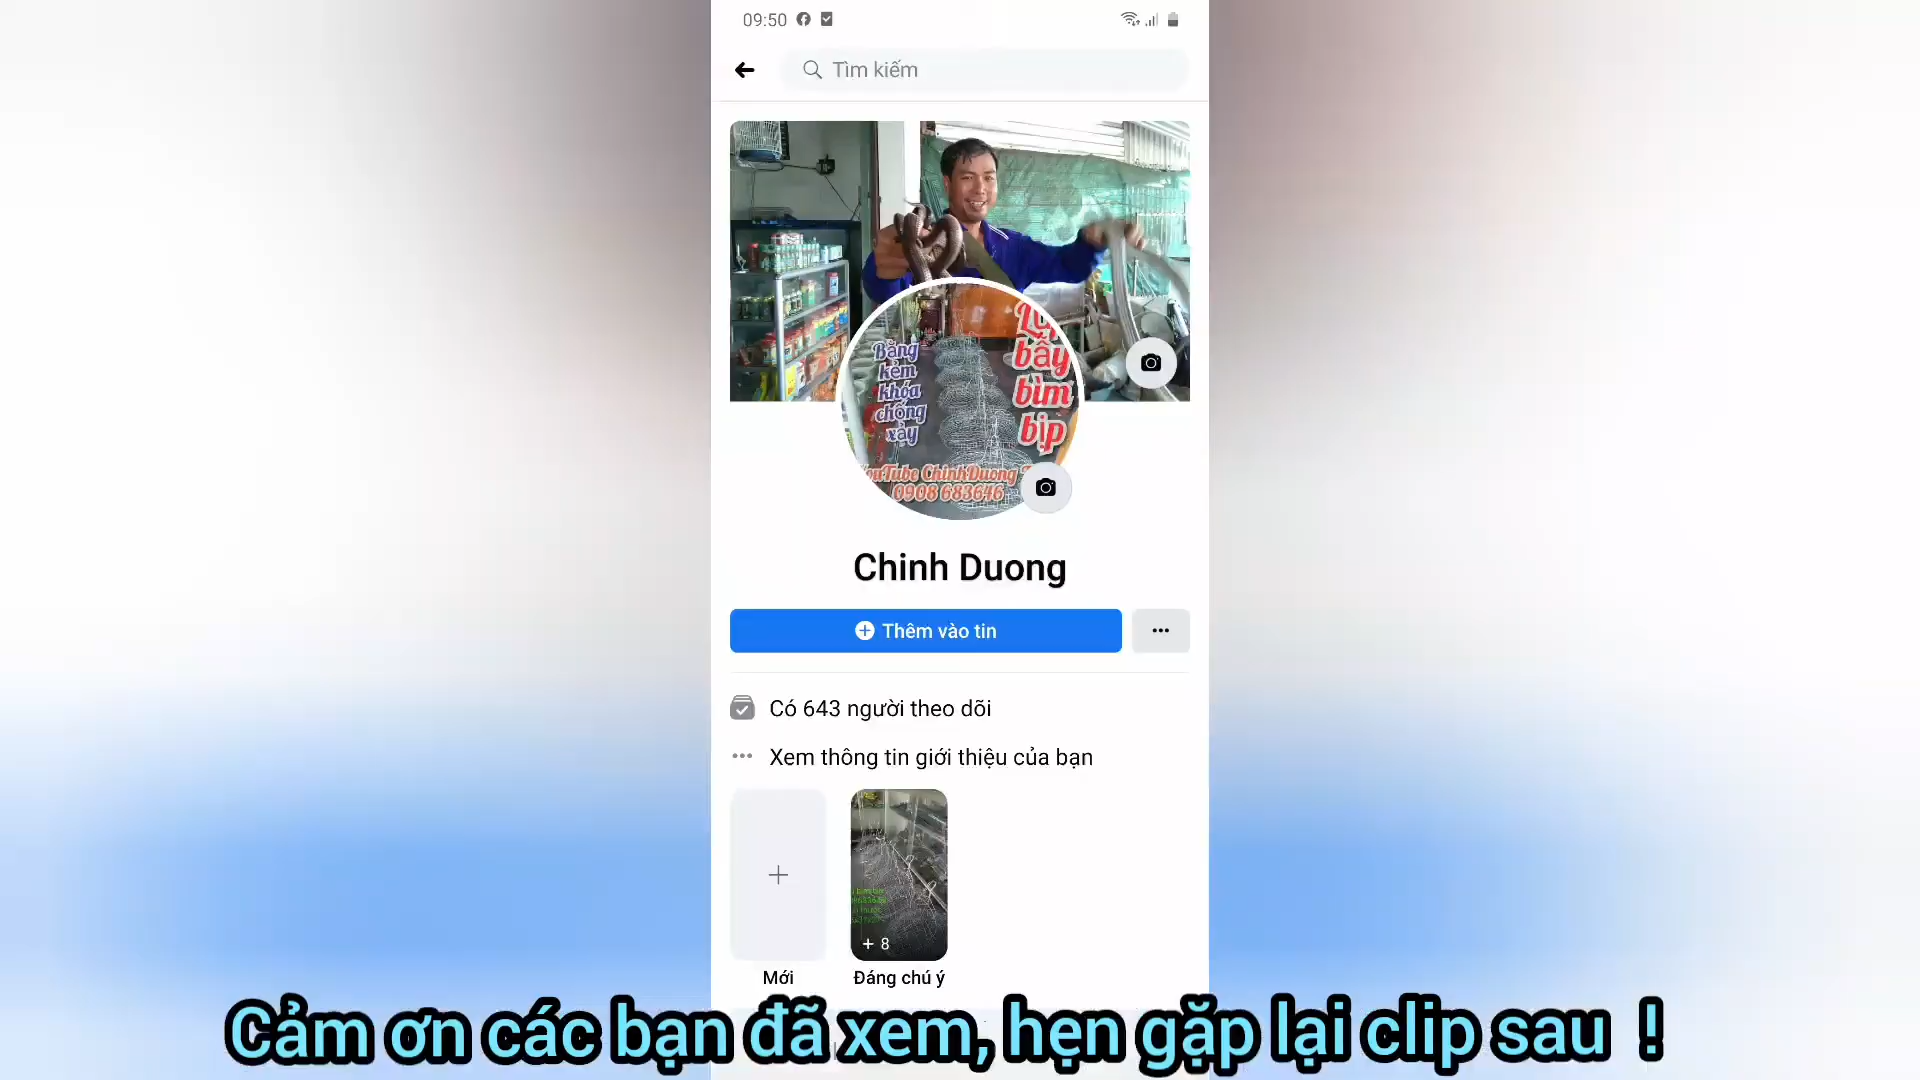 09:50
Tìm kiếm
Bằng
kẽm
khóa
chống
xảy
bẫy
bìm
bịp
YouTube ChinhDuong
0908 683646
Chinh Duong
Thêm vào tin
Có 643 người theo dõi
Xem thông tin giới thiệu của bạn
+ 8
Mới
Đáng chú ý
Cảm ơn các bạn đã xem, hẹn gặp lại clip sau !